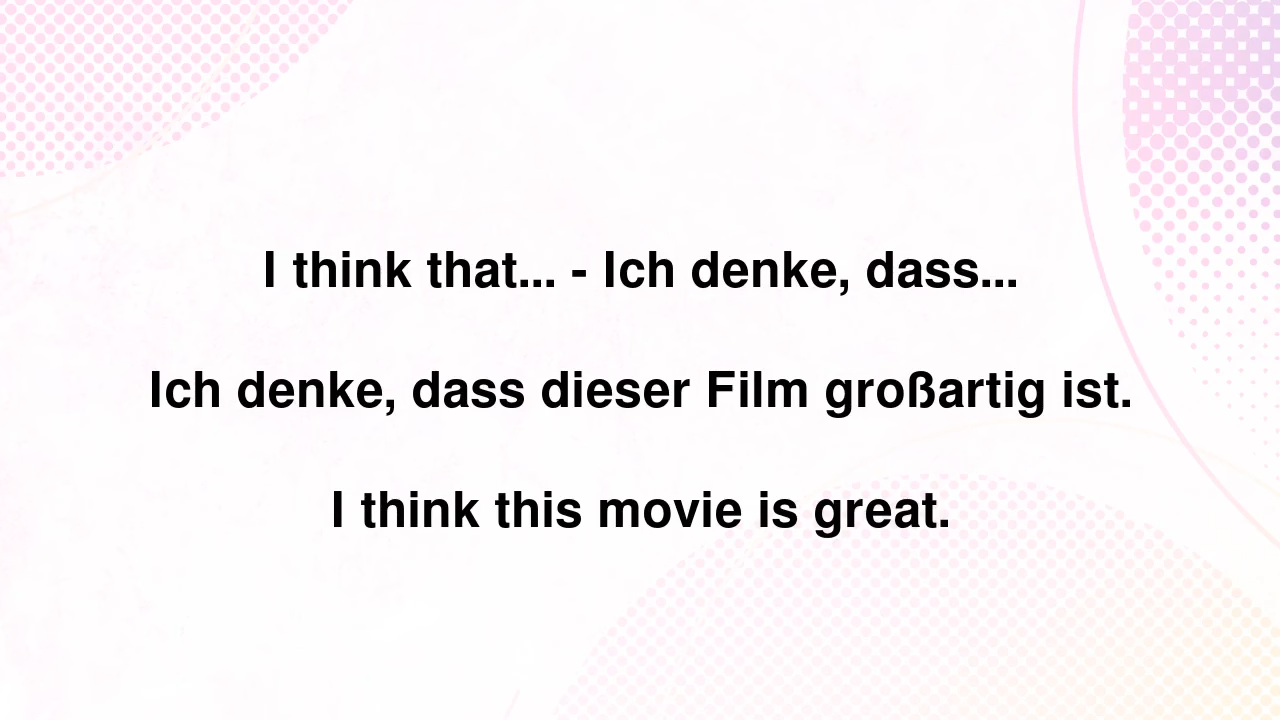 I think that... - Ich denke, dass...
Ich denke, dass dieser Film großartig ist.
I think this movie is great.